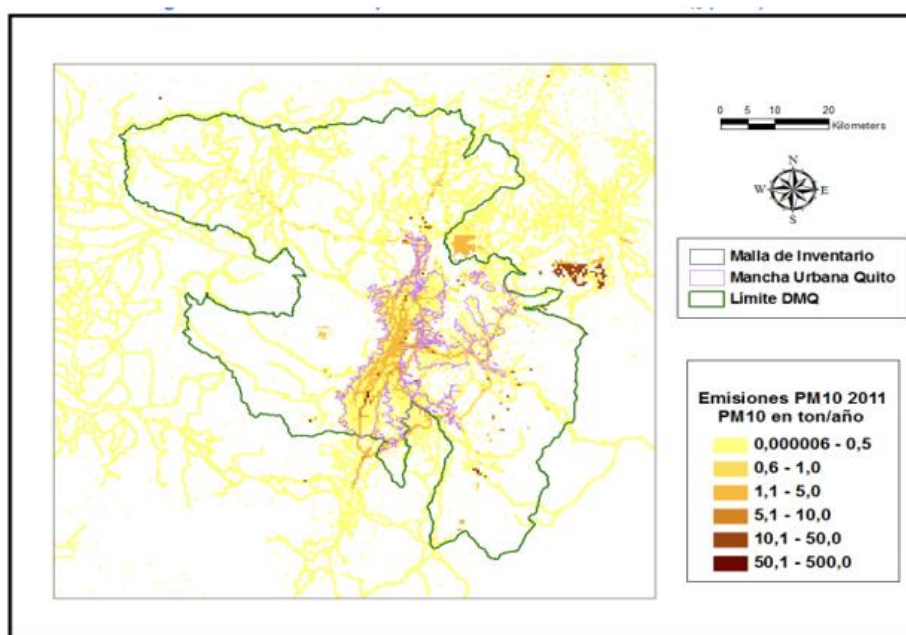 0 5 10 20
Kilometers
N
W E
S
Malla de Inventario
Mancha Urbana Quito
Límite DMQ
Emisiones PM10 2011
PM10 en ton/año
0,000006 - 0,5
0,6 - 1,0
1,1 - 5,0
5,1 - 10,0
10,1 - 50,0
50,1 - 500,0